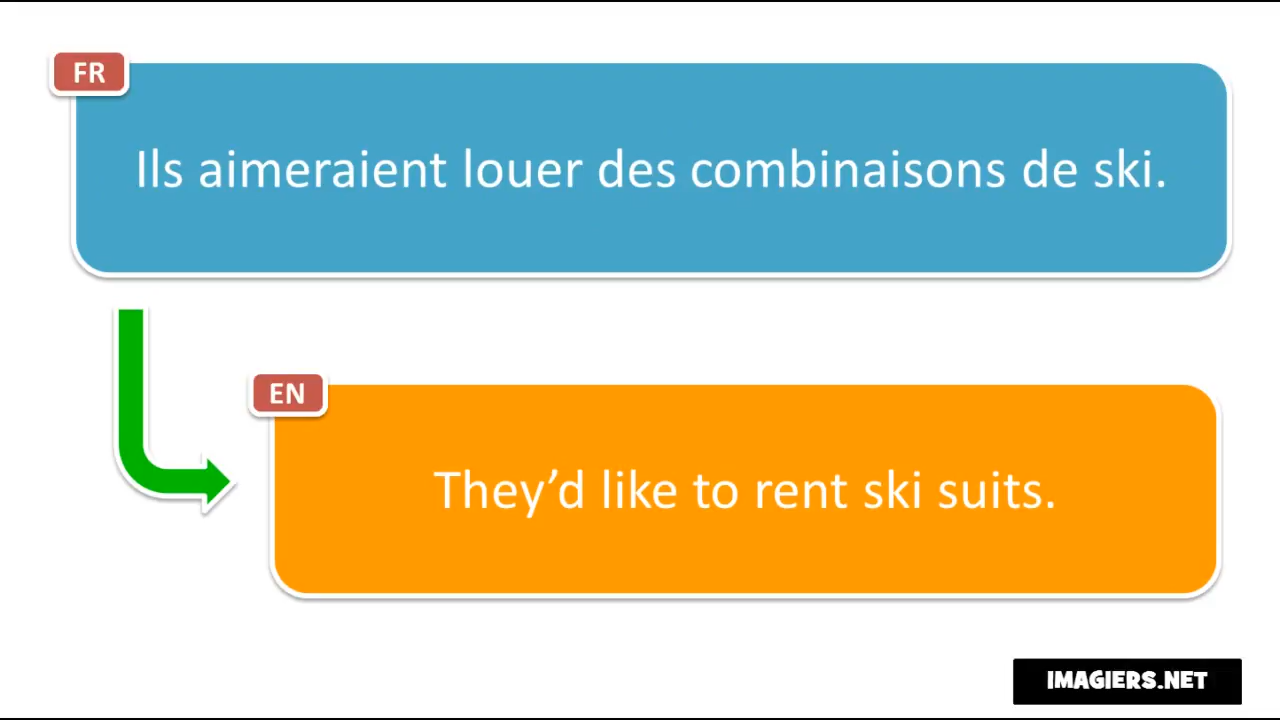 FR
Ils aimeraient louer des combinaisons de ski.
EN
They’d like to rent ski suits.
IMAGIERS.NET